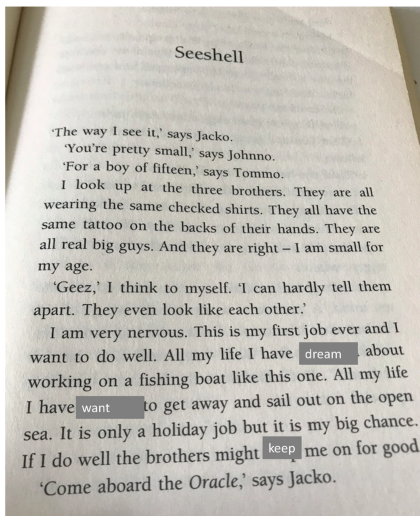 Seeshell
'The way I see it,' says Jacko.
'You're pretty small,' says Johnno.
'For a boy of fifteen,' says Tommo.
I look up at the three brothers. They are all
wearing the same checked shirts. They all have the
same tattoo on the backs of their hands. They are
all real big guys. And they are right – I am small for
my age.
'Geez,' I think to myself. 'I can hardly tell them
apart. They even look like each other.'
I am very nervous. This is my first job ever and I
want to do well. All my life I have dream about
working on a fishing boat like this one. All my life
I have want to get away and sail out on the open
sea. It is only a holiday job but it is my big chance.
If I do well the brothers might keep me on for good
'Come aboard the Oracle,' says Jacko.